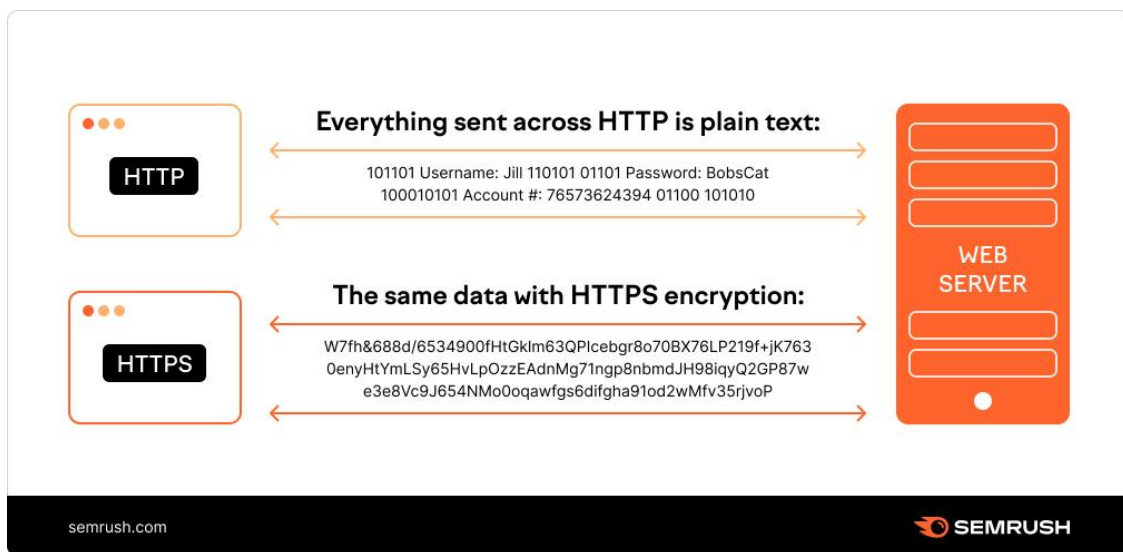 Everything sent across HTTP is plain text:
HTTP
101101 Username: Jill 110101 01101 Password: BobsCat
100010101 Account #: 76573624394 01100 101010
WEB
SERVER
The same data with HTTPS encryption:
HTTPS
W7fh&688d/6534900fHtGklm63QPlcebgr8o70BX76LP219f+jK763
0enyHtYmLSy65HvLpOzzEAdnMg71ngp8nbmdJH98iqyQ2GP87w
e3e8Vc9J654NMo0oqawfgs6difgha91od2wMfv35rjvoP
semrush.com
SEMRUSH